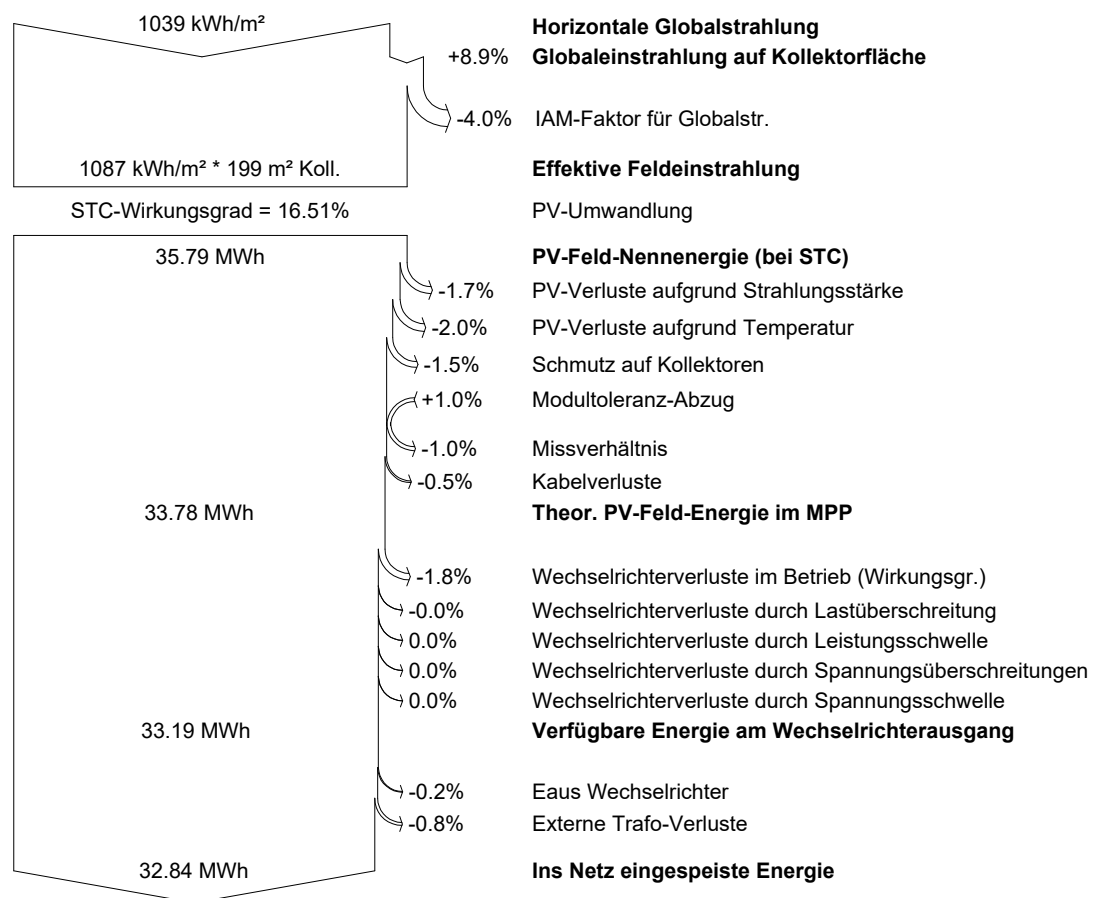 1039 kWh/m² Horizontale Globalstrahlung
+8.9% Globaleinstrahlung auf Kollektorfläche
-4.0% IAM-Faktor für Globalstr.
1087 kWh/m² * 199 m² Koll. Effektive Feldeinstrahlung
STC-Wirkungsgrad = 16.51% PV-Umwandlung
35.79 MWh PV-Feld-Nennenergie (bei STC)
-1.7% PV-Verluste aufgrund Strahlungsstärke
-2.0% PV-Verluste aufgrund Temperatur
-1.5% Schmutz auf Kollektoren
+1.0% Modultoleranz-Abzug
-1.0% Missverhältnis
-0.5% Kabelverluste
33.78 MWh Theor. PV-Feld-Energie im MPP
-1.8% Wechselrichterverluste im Betrieb (Wirkungsgr.)
-0.0% Wechselrichterverluste durch Lastüberschreitung
0.0% Wechselrichterverluste durch Leistungsschwelle
0.0% Wechselrichterverluste durch Spannungsüberschreitungen
0.0% Wechselrichterverluste durch Spannungsschwelle
33.19 MWh Verfügbare Energie am Wechselrichterausgang
-0.2% Eaus Wechselrichter
-0.8% Externe Trafo-Verluste
32.84 MWh Ins Netz eingespeiste Energie